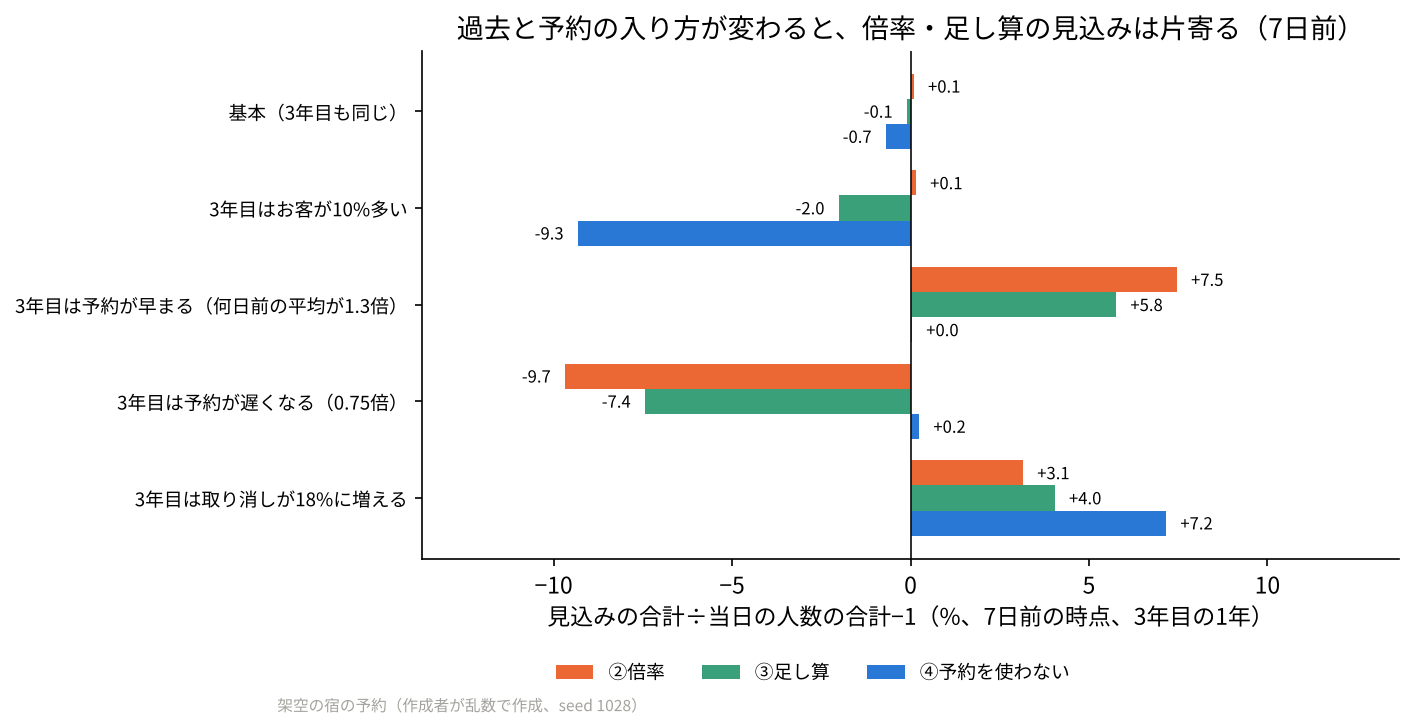 過去と予約の入り方が変わると、倍率・足し算の見込みは片寄る（7日前）
基本（3年目も同じ）
+0.1
-0.1
-0.7
3年目はお客が10%多い
+0.1
-2.0
-9.3
3年目は予約が早まる（何日前の平均が1.3倍）
+7.5
+5.8
+0.0
3年目は予約が遅くなる（0.75倍）
-9.7
-7.4
+0.2
3年目は取り消しが18%に増える
+3.1
+4.0
+7.2
−10 −5 0 5 10
見込みの合計÷当日の人数の合計−1（%、7日前の時点、3年目の1年）
②倍率 ③足し算 ④予約を使わない
架空の宿の予約（作成者が乱数で作成、seed 1028）